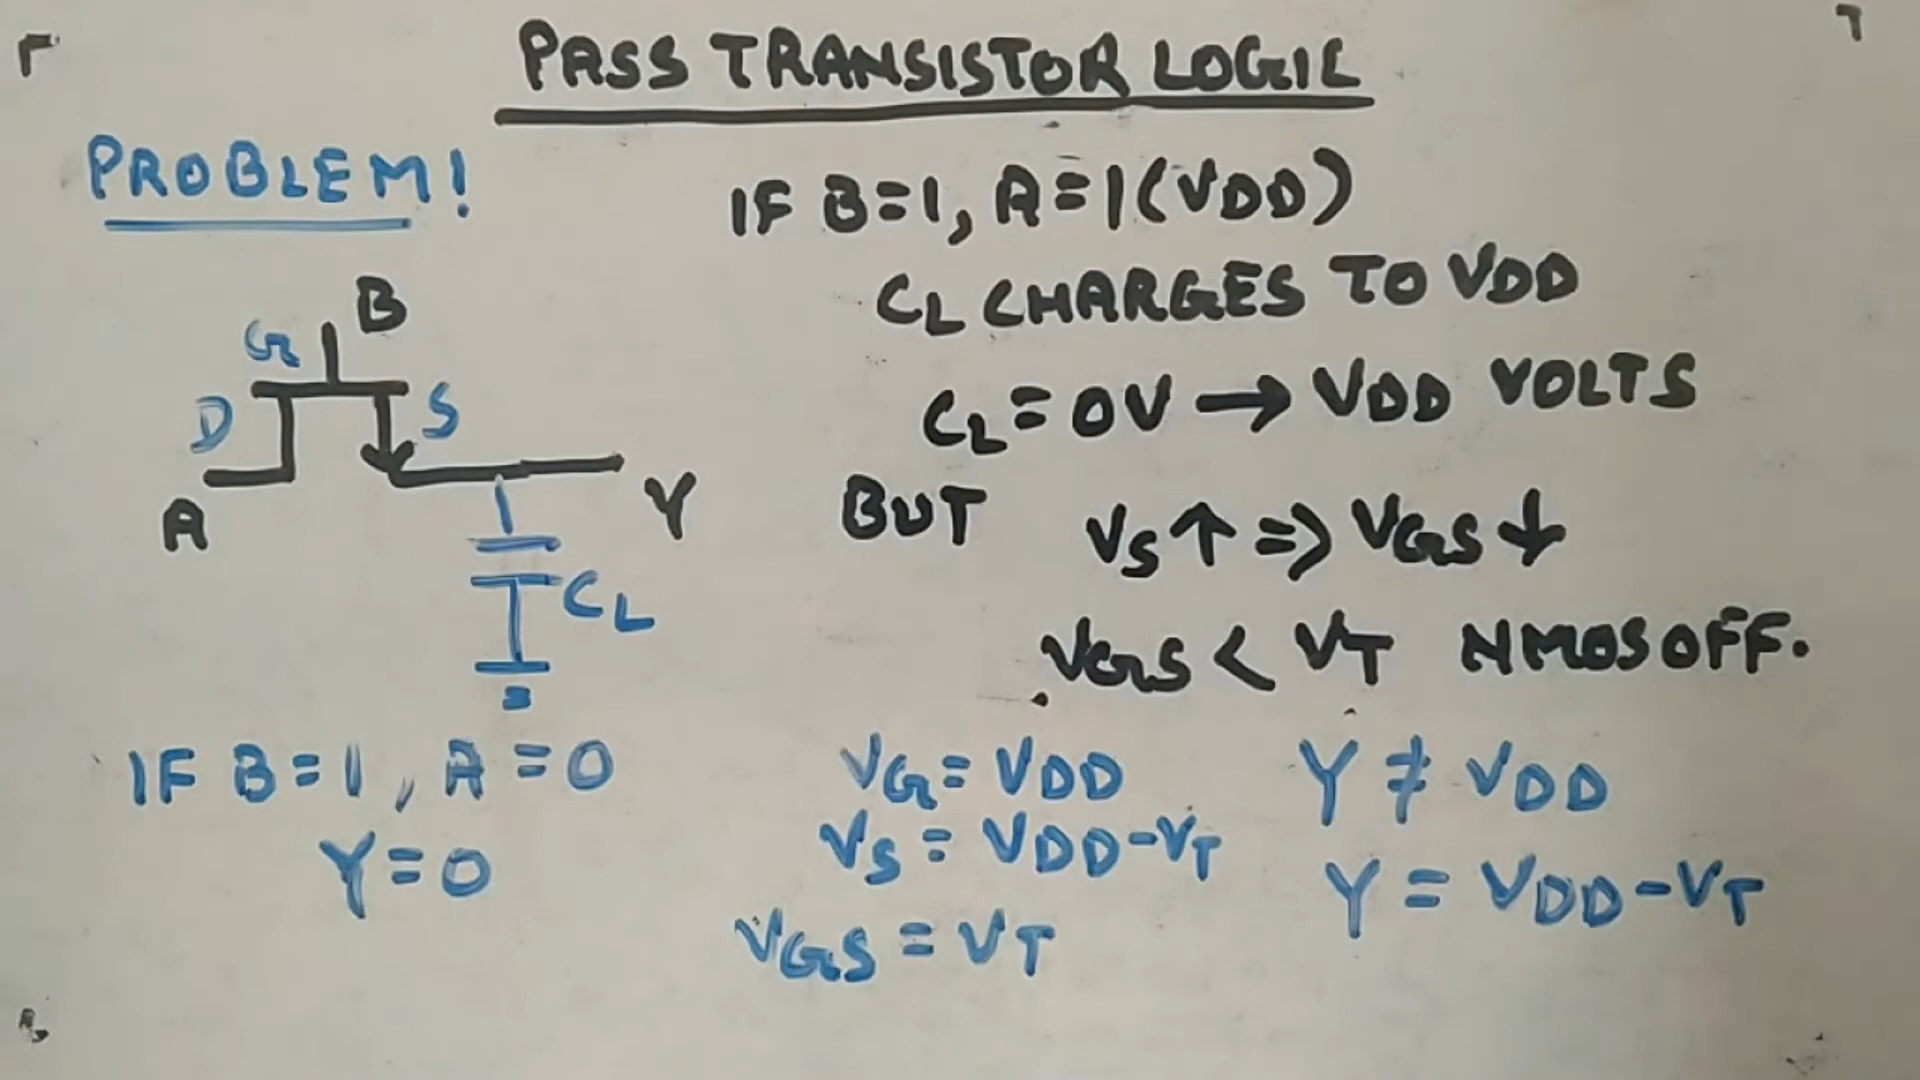 PASS TRANSISTOR LOGIC
PROBLEM!
B
G
D
S
A
Y
CL
IF B=1, A=0
Y=0
IF B=1, A=1(VDD)
CL CHARGES TO VDD
CL=0V → VDD VOLTS
BUT VS↑ => VGS↓
VGS < VT NMOS OFF.
VG=VDD
VS=VDD-VT
VGS=VT
Y≠VDD
Y=VDD-VT